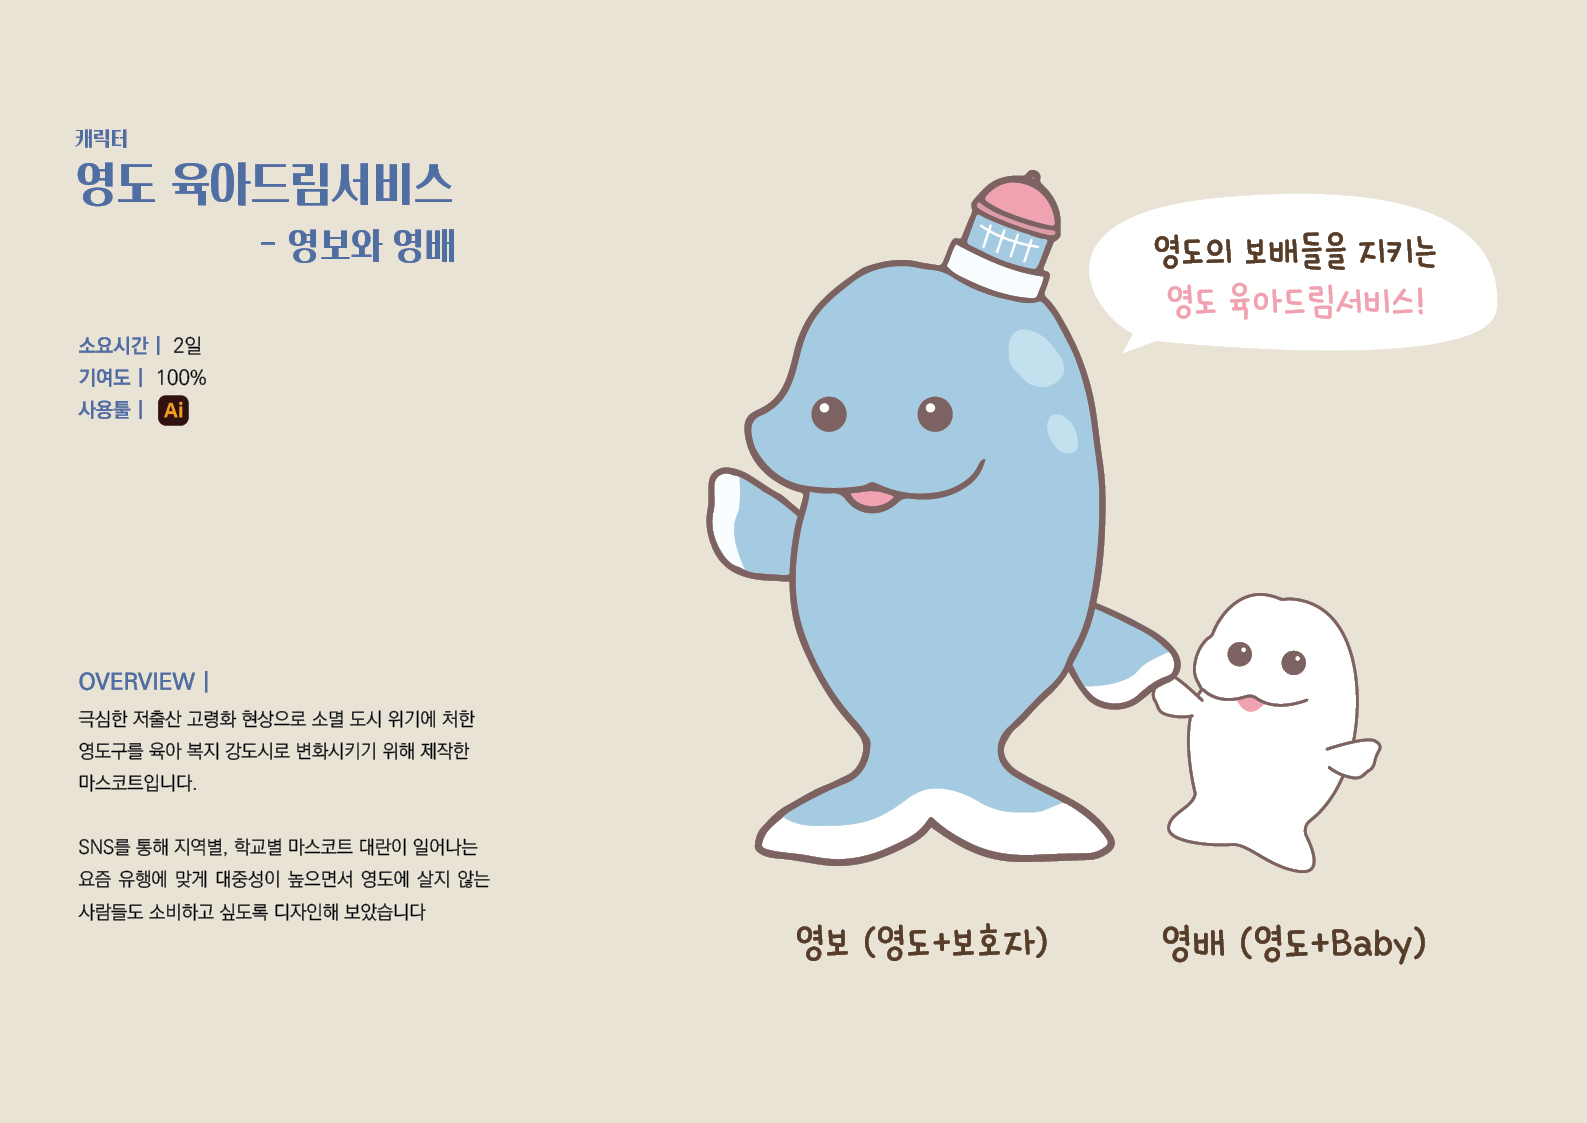 캐릭터
영도 육아드림서비스
- 영보와 영배
소요시간 | 2일
기여도 | 100%
사용툴 | Ai
OVERVIEW |
극심한 저출산 고령화 현상으로 소멸 도시 위기에 처한
영도구를 육아 복지 강도시로 변화시키기 위해 제작한
마스코트입니다.
SNS를 통해 지역별, 학교별 마스코트 대란이 일어나는
요즘 유행에 맞게 대중성이 높으면서 영도에 살지 않는
사람들도 소비하고 싶도록 디자인해 보았습니다
영도의 보배들을 지키는
영도 육아드림서비스!
영보 (영도+보호자)
영배 (영도+Baby)